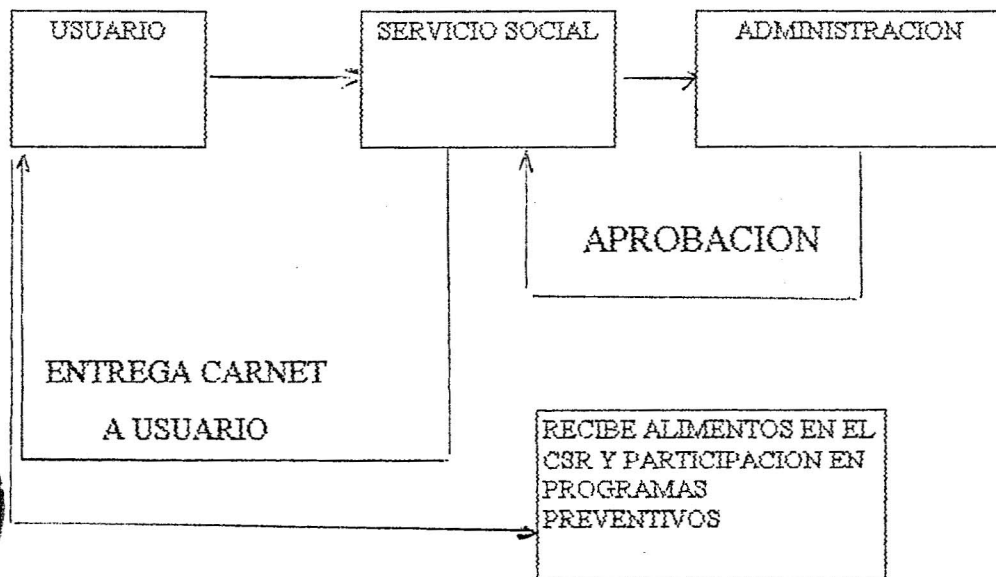 USUARIO
SERVICIO SOCIAL
ADMINISTRACION
APROBACION
ENTREGA CARNET
A USUARIO
RECIBE ALIMENTOS EN EL
CSR Y PARTICIPACION EN
PROGRAMAS
PREVENTIVOS